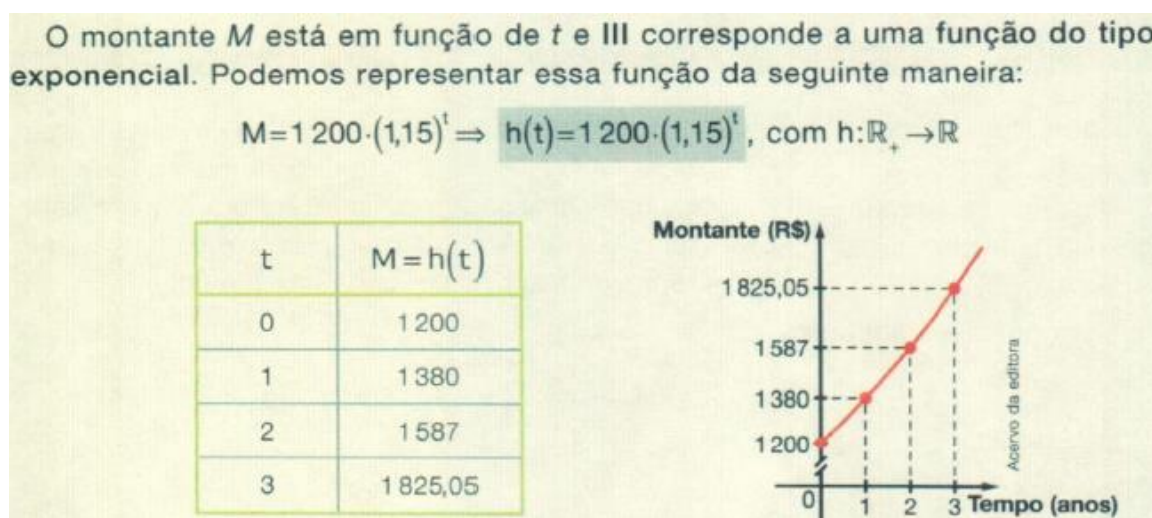 O montante M está em função de t e III corresponde a uma função do tipo
exponencial. Podemos representar essa função da seguinte maneira:
M=1 200·(1,15)ᵗ ⇒ h(t)=1 200·(1,15)ᵗ, com h:ℝ₊→ℝ
t M=h(t)
0 1 200
1 1 380
2 1 587
3 1 825,05
Montante (R$)
1 825,05
1 587
1 380
1 200
0 1 2 3 Tempo (anos)
Acervo da editora